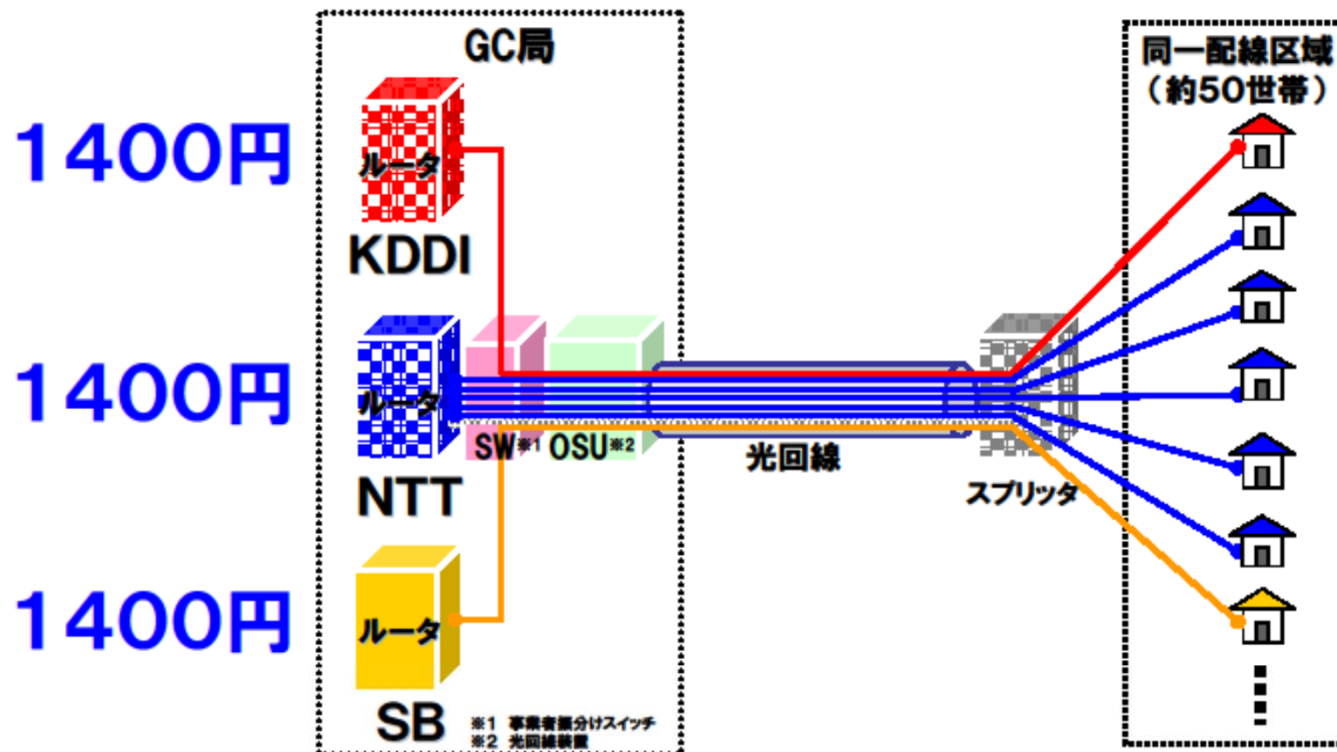 GC局
同一配線区域
（約50世帯）
1400円
ルータ
KDDI
1400円
ルータ
NTT
SW※1 OSU※2
光回線
スプリッタ
1400円
ルータ
SB
※1 事業者振分けスイッチ
※2 光回線装置